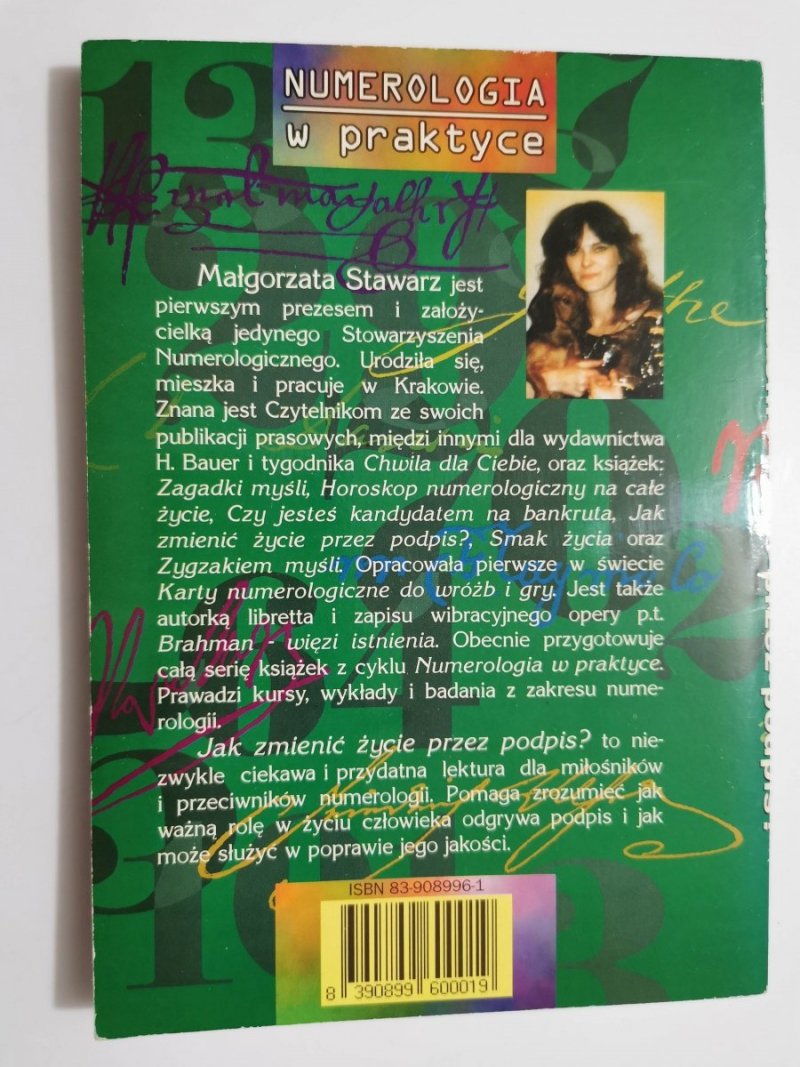 NUMEROLOGIA
w praktyce
Małgorzata Stawarz jest
pierwszym prezesem i założy-
cielką jedynego Stowarzyszenia
Numerologicznego. Urodziła się,
mieszka i pracuje w Krakowie.
Znana jest Czytelnikom ze swoich
publikacji prasowych, między innymi dla wydawnictwa
H. Bauer i tygodnika Chwila dla Ciebie, oraz książek:
Zagadki myśli, Horoskop numerologiczny na całe
życie, Czy jesteś kandydatem na bankruta, Jak
zmienić życie przez podpis?, Smak życia oraz
Zygzakiem myśli. Opracowała pierwsze w świecie
Karty numerologiczne do wróżb i gry. Jest także
autorką libretta i zapisu wibracyjnego opery p.t.
Brahman - więzi istnienia. Obecnie przygotowuje
całą serię książek z cyklu Numerologia w praktyce.
Prawadzi kursy, wykłady i badania z zakresu nume-
rologii.
Jak zmienić życie przez podpis? to nie-
zwykle ciekawa i przydatna lektura dla miłośników
i przeciwników numerologii. Pomaga zrozumieć jak
ważną rolę w życiu człowieka odgrywa podpis i jak
może służyć w poprawie jego jakości.
ISBN 83-908996-1
8 390899 600019
przez podpis?